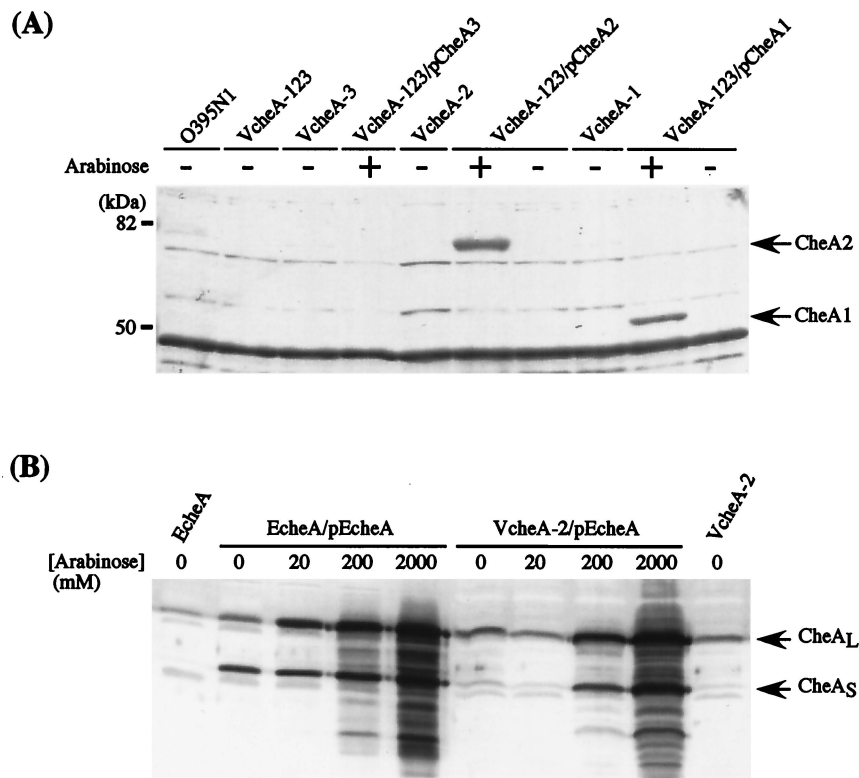 (A)
O395N1 VcheA-123 VcheA-3 VcheA-123/pCheA3 VcheA-2 VcheA-123/pCheA2 VcheA-1 VcheA-123/pCheA1
Arabinose - - - + - + - - + -
(kDa)
82
CheA2
50
CheA1
(B)
EcheA EcheA/pEcheA VcheA-2/pEcheA VcheA-2
[Arabinose] 0 0 20 200 2000 0 20 200 2000 0
(mM)
CheAL
CheAS